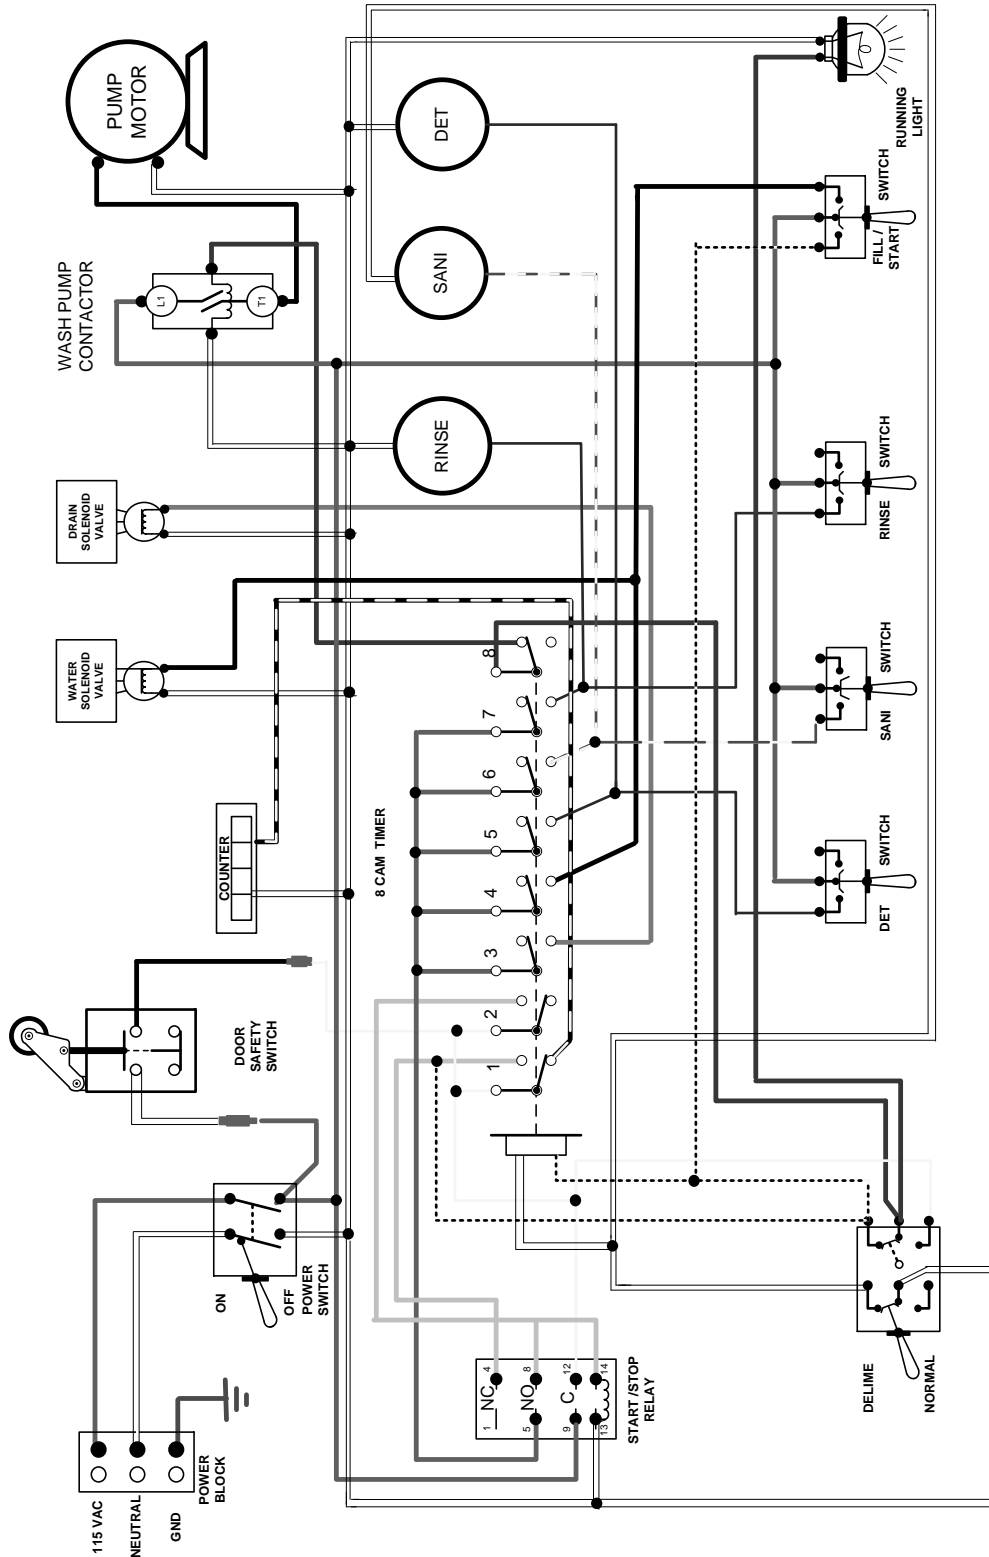 115 VAC
NEUTRAL
GND
POWER
BLOCK
ON
OFF
POWER
SWITCH
DOOR
SAFETY
SWITCH
COUNTER
WATER
SOLENOID
VALVE
DRAIN
SOLENOID
VALVE
WASH PUMP
CONTACTOR
L1
T1
PUMP
MOTOR
RINSE
SANI
DET
8 CAM TIMER
1
2
3
4
5
6
7
8
1
NC
4
5
NO
8
9
C
12
13
14
START /STOP
RELAY
DELIME
NORMAL
DET
SWITCH
SANI
SWITCH
RINSE
SWITCH
FILL /
START
SWITCH
RUNNING
LIGHT